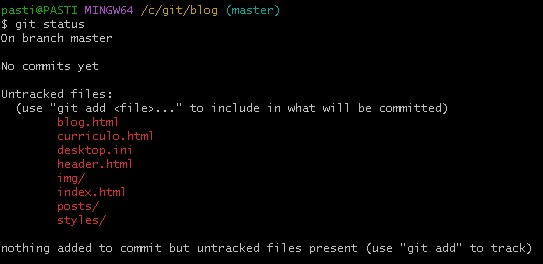 pasti@PASTI MINGW64 /c/git/blog (master)
$ git status
On branch master
No commits yet
Untracked files:
(use "git add <file>..." to include in what will be committed)
blog.html
curriculo.html
desktop.ini
header.html
img/
index.html
posts/
styles/
nothing added to commit but untracked files present (use "git add" to track)